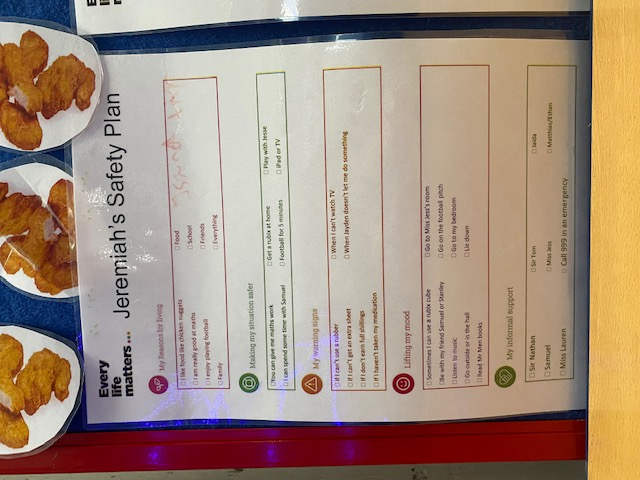 Every
life
matters... Jeremiah's Safety Plan
My Reasons for living
I like food like chicken nuggets
Food
I am really good at maths
School
I enjoy playing football
Friends
Family
Everything
Making my situation safer
You can give me maths work
Get a rubix at home
Play with Jesse
I can spend some time with Samuel
Football for 5 minutes
iPad or TV
My warning signs
If I can't use a rubber
When I can't watch TV
If I can't get an extra sheet
When Jayden doesn't let me do something
If I don't earn full shillings
If I haven't taken my medication
Lifting my mood
Sometimes I can use a rubix cube
Go to Miss Jess's room
Be with my friend Samuel or Stanley
Go on the football pitch
Listen to music
Go to my bedroom
Go outside or in the hall
Lie down
Read Mr Men books
My informal support
Sir Nathan
Sir Tom
Jaida
Samuel
Miss Jess
Matthias/Ethan
Miss Lauren
Call 999 in an emergency